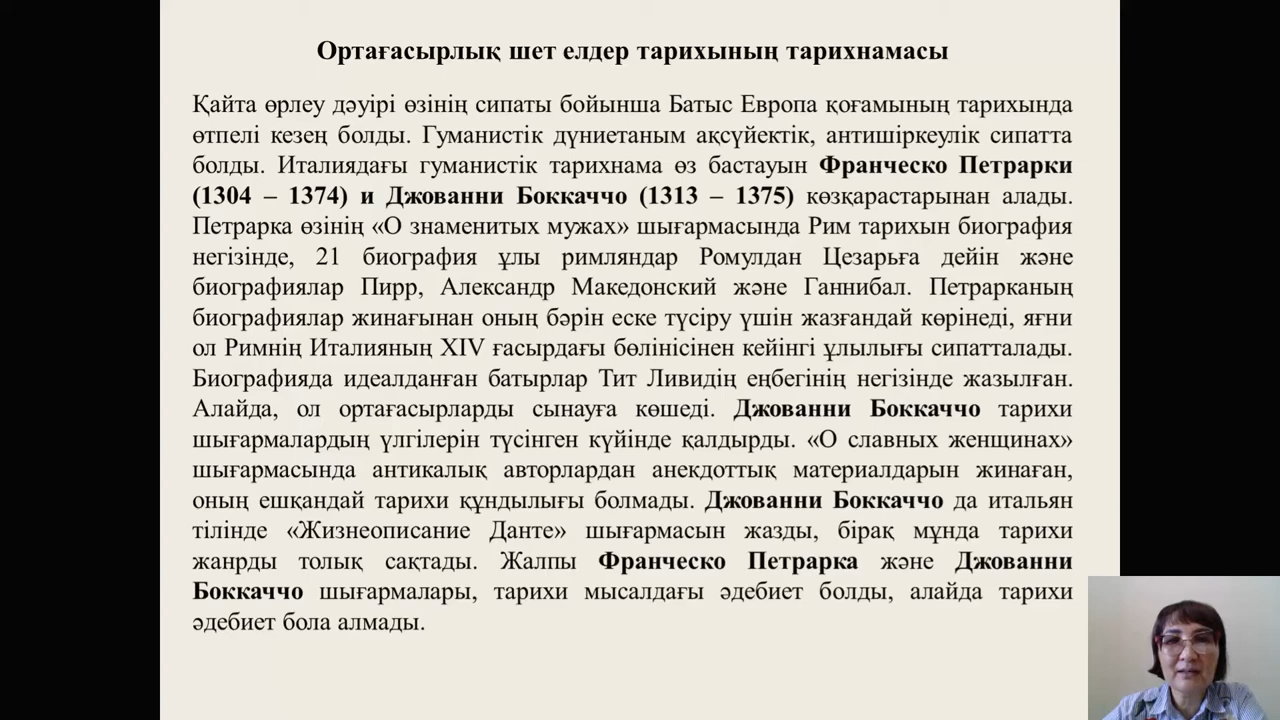 Ортағасырлық шет елдер тарихының тарихнамасы
Қайта өрлеу дәуірі өзінің сипаты бойынша Батыс Европа қоғамының тарихында
өтпелі кезең болды. Гуманистік дүниетаным ақсүйектік, антишіркеулік сипатта
болды. Италиядағы гуманистік тарихнама өз бастауын Франческо Петрарки
(1304 – 1374) и Джованни Боккаччо (1313 – 1375) көзқарастарынан алады.
Петрарка өзінің «О знаменитых мужах» шығармасында Рим тарихын биография
негізінде, 21 биография ұлы римляндар Ромулдан Цезарьға дейін және
биографиялар Пирр, Александр Македонский және Ганнибал. Петрарканың
биографиялар жинағынан оның бәрін еске түсіру үшін жазғандай көрінеді, яғни
ол Римнің Италияның XIV ғасырдағы бөлінісінен кейінгі ұлылығы сипатталады.
Биографияда идеалданған батырлар Тит Ливидің еңбегінің негізінде жазылған.
Алайда, ол ортағасырларды сынауға көшеді. Джованни Боккаччо тарихи
шығармалардың үлгілерін түсінген күйінде қалдырды. «О славных женщинах»
шығармасында антикалық авторлардан анекдоттық материалдарын жинаған,
оның ешқандай тарихи құндылығы болмады. Джованни Боккаччо да итальян
тілінде «Жизнеописание Данте» шығармасын жазды, бірақ мұнда тарихи
жанрды толық сақтады. Жалпы Франческо Петрарка және Джованни
Боккаччо шығармалары, тарихи мысалдағы әдебиет болды, алайда тарихи
әдебиет бола алмады.